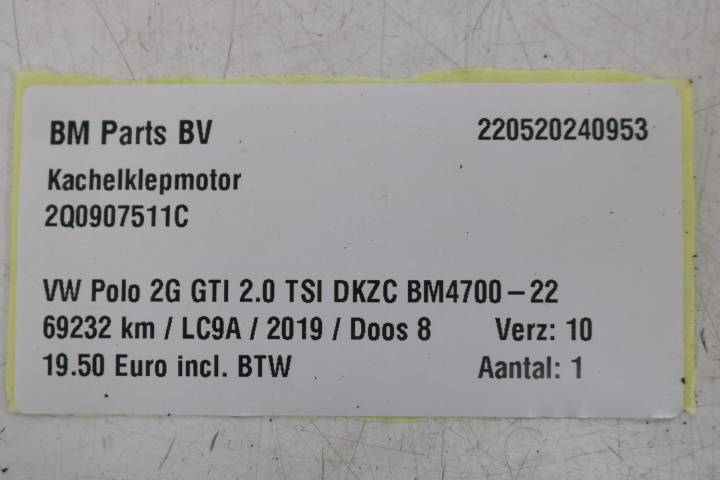 BM Parts BV 220520240953
Kachelklepmotor
2Q0907511C
VW Polo 2G GTI 2.0 TSI DKZC BM4700-22
69232 km / LC9A / 2019 / Doos 8 Verz: 10
19.50 Euro incl. BTW Aantal: 1